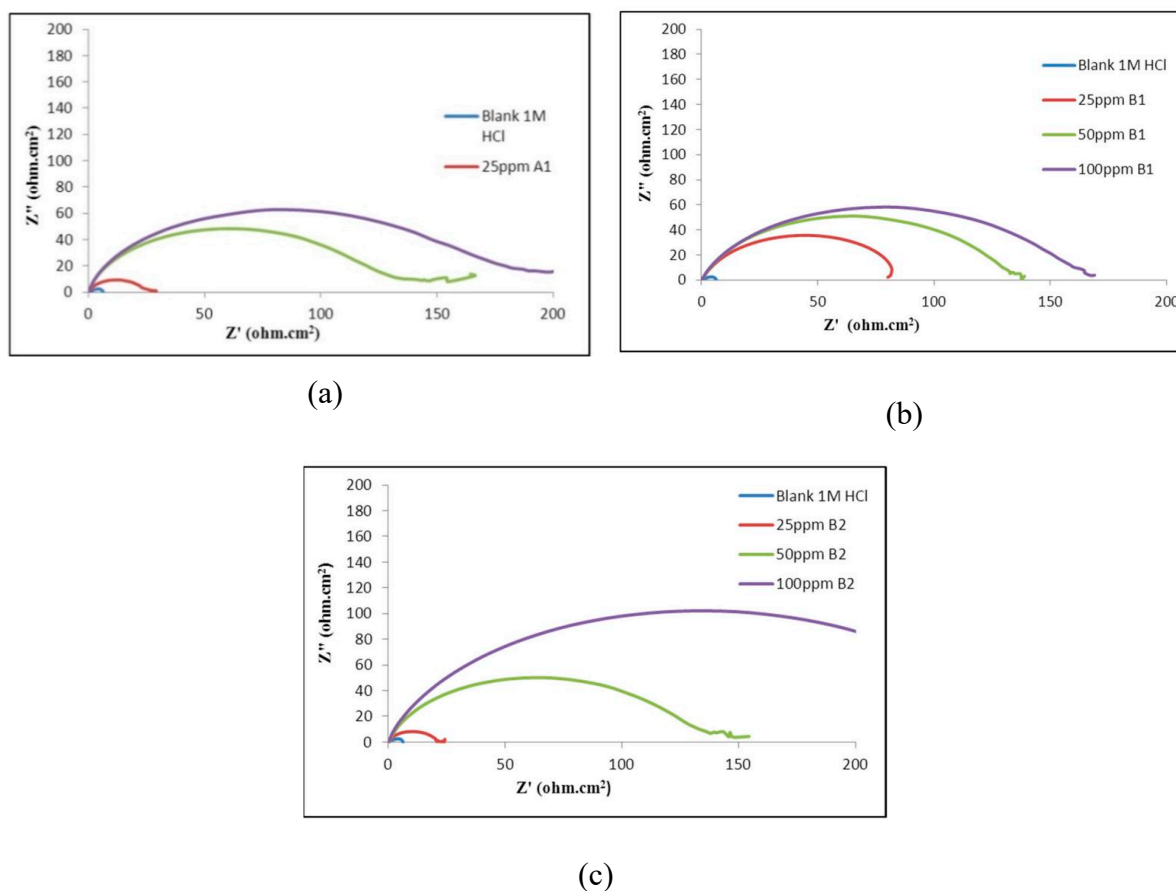 200
180
160
140
120
100
80
60
40
20
0
Z" (ohm.cm²)
0
50
100
150
200
Z' (ohm.cm²)
Blank 1M
HCl
25ppm A1
(a)
200
180
160
140
120
100
80
60
40
20
0
Z" (ohm.cm²)
0
50
100
150
200
Z' (ohm.cm²)
Blank 1M HCl
25ppm B1
50ppm B1
100ppm B1
(b)
200
180
160
140
120
100
80
60
40
20
0
Z" (ohm.cm²)
0
50
100
150
200
Z' (ohm.cm²)
Blank 1M HCl
25ppm B2
50ppm B2
100ppm B2
(c)